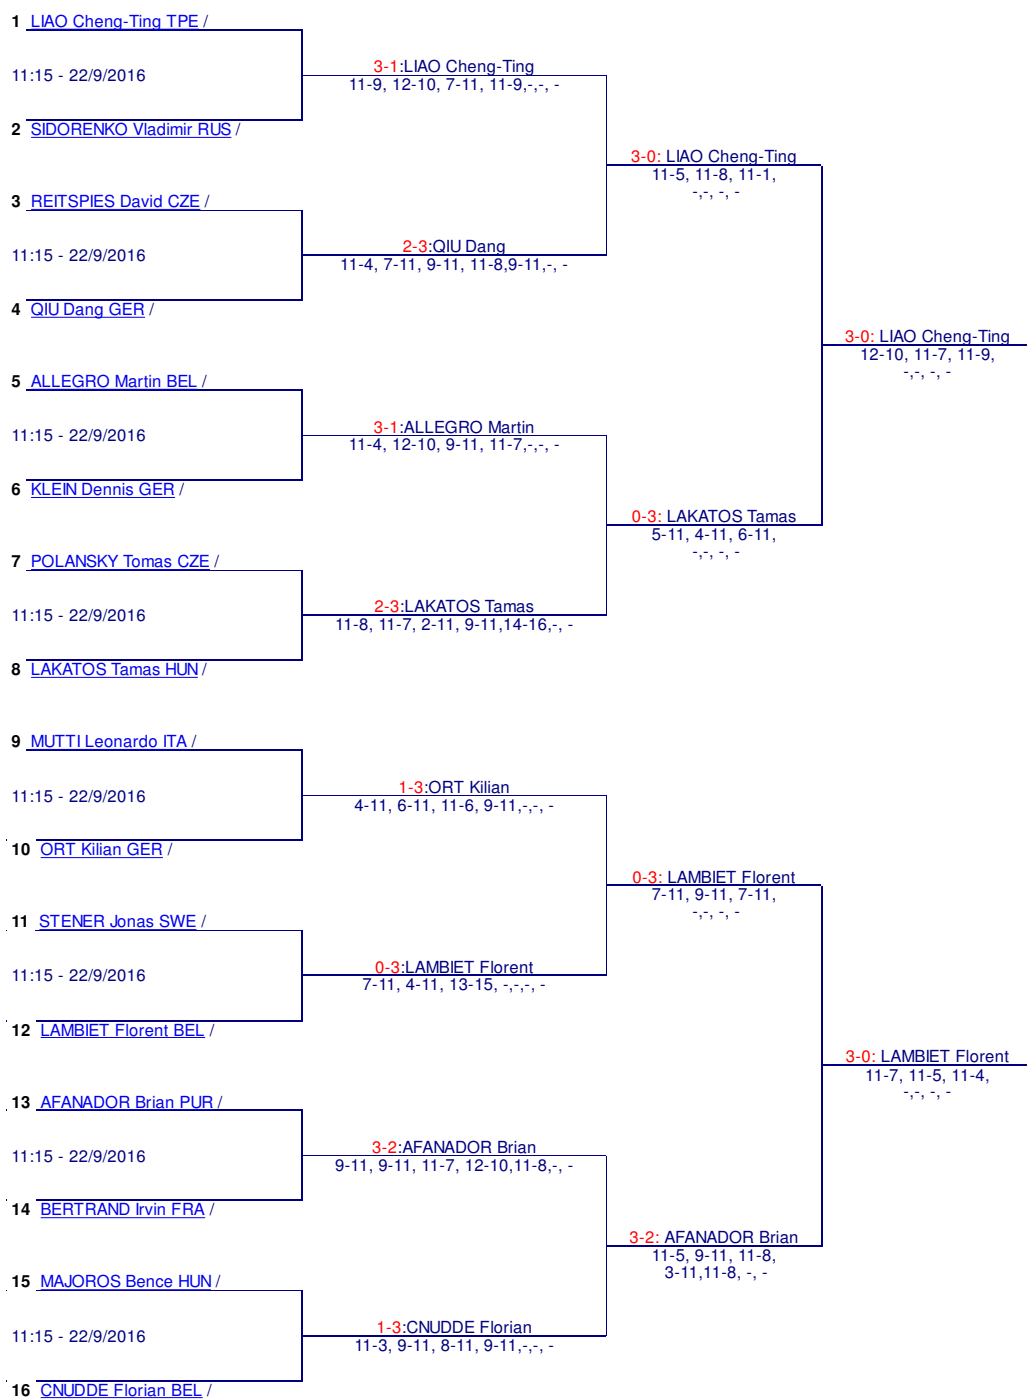 1 LIAO Cheng-Ting TPE /
11:15 - 22/9/2016
3-1:LIAO Cheng-Ting
11-9, 12-10, 7-11, 11-9,-,-, -
2 SIDORENKO Vladimir RUS /
3-0: LIAO Cheng-Ting
11-5, 11-8, 11-1,
-,-, -, -
3 REITSPIES David CZE /
11:15 - 22/9/2016
2-3:QIU Dang
11-4, 7-11, 9-11, 11-8,9-11,-, -
4 QIU Dang GER /
3-0: LIAO Cheng-Ting
12-10, 11-7, 11-9,
-,-, -, -
5 ALLEGRO Martin BEL /
11:15 - 22/9/2016
3-1:ALLEGRO Martin
11-4, 12-10, 9-11, 11-7,-,-, -
6 KLEIN Dennis GER /
0-3: LAKATOS Tamas
5-11, 4-11, 6-11,
-,-, -, -
7 POLANSKY Tomas CZE /
11:15 - 22/9/2016
2-3:LAKATOS Tamas
11-8, 11-7, 2-11, 9-11,14-16,-, -
8 LAKATOS Tamas HUN /
9 MUTTI Leonardo ITA /
11:15 - 22/9/2016
1-3:ORT Kilian
4-11, 6-11, 11-6, 9-11,-,-, -
10 ORT Kilian GER /
0-3: LAMBIET Florent
7-11, 9-11, 7-11,
-,-, -, -
11 STENER Jonas SWE /
11:15 - 22/9/2016
0-3:LAMBIET Florent
7-11, 4-11, 13-15, -,-,-, -
12 LAMBIET Florent BEL /
3-0: LAMBIET Florent
11-7, 11-5, 11-4,
-,-, -, -
13 AFANADOR Brian PUR /
11:15 - 22/9/2016
3-2:AFANADOR Brian
9-11, 9-11, 11-7, 12-10,11-8,-, -
14 BERTRAND Irvin FRA /
3-2: AFANADOR Brian
11-5, 9-11, 11-8,
3-11,11-8, -, -
15 MAJOROS Bence HUN /
11:15 - 22/9/2016
1-3:CNUDDE Florian
11-3, 9-11, 8-11, 9-11,-,-, -
16 CNUDDE Florian BEL /